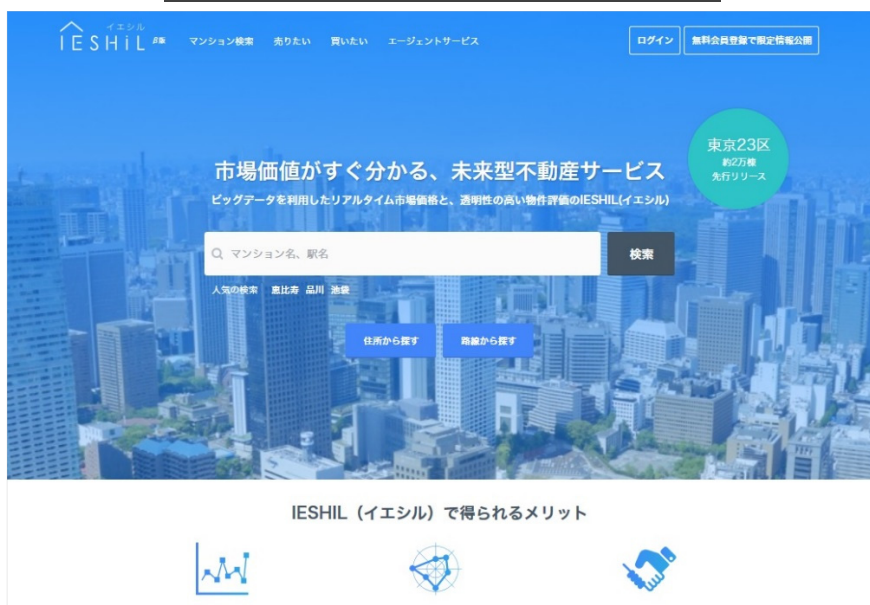 イエシル
IESHIL β版
マンション検索 売りたい 買いたい エージェントサービス
ログイン
無料会員登録で限定情報公開
東京23区
約2万棟
先行リリース
市場価値がすぐ分かる、未来型不動産サービス
ビッグデータを利用したリアルタイム市場価格と、透明性の高い物件評価のIESHIL(イエシル)
マンション名、駅名
検索
人気の検索 恵比寿 品川 池袋
住所から探す
路線から探す
IESHIL（イエシル）で得られるメリット